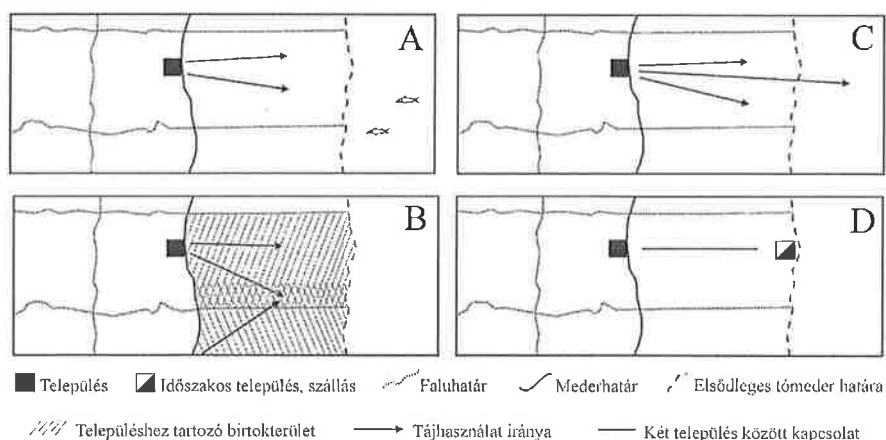 A
C
B
D
Település
Időszakos település, szállás
Faluhatár
Mederhatár
Elsődleges tómeder határa
Településhez tartozó birtokterület
Tájhasználat iránya
Két település között kapcsolat